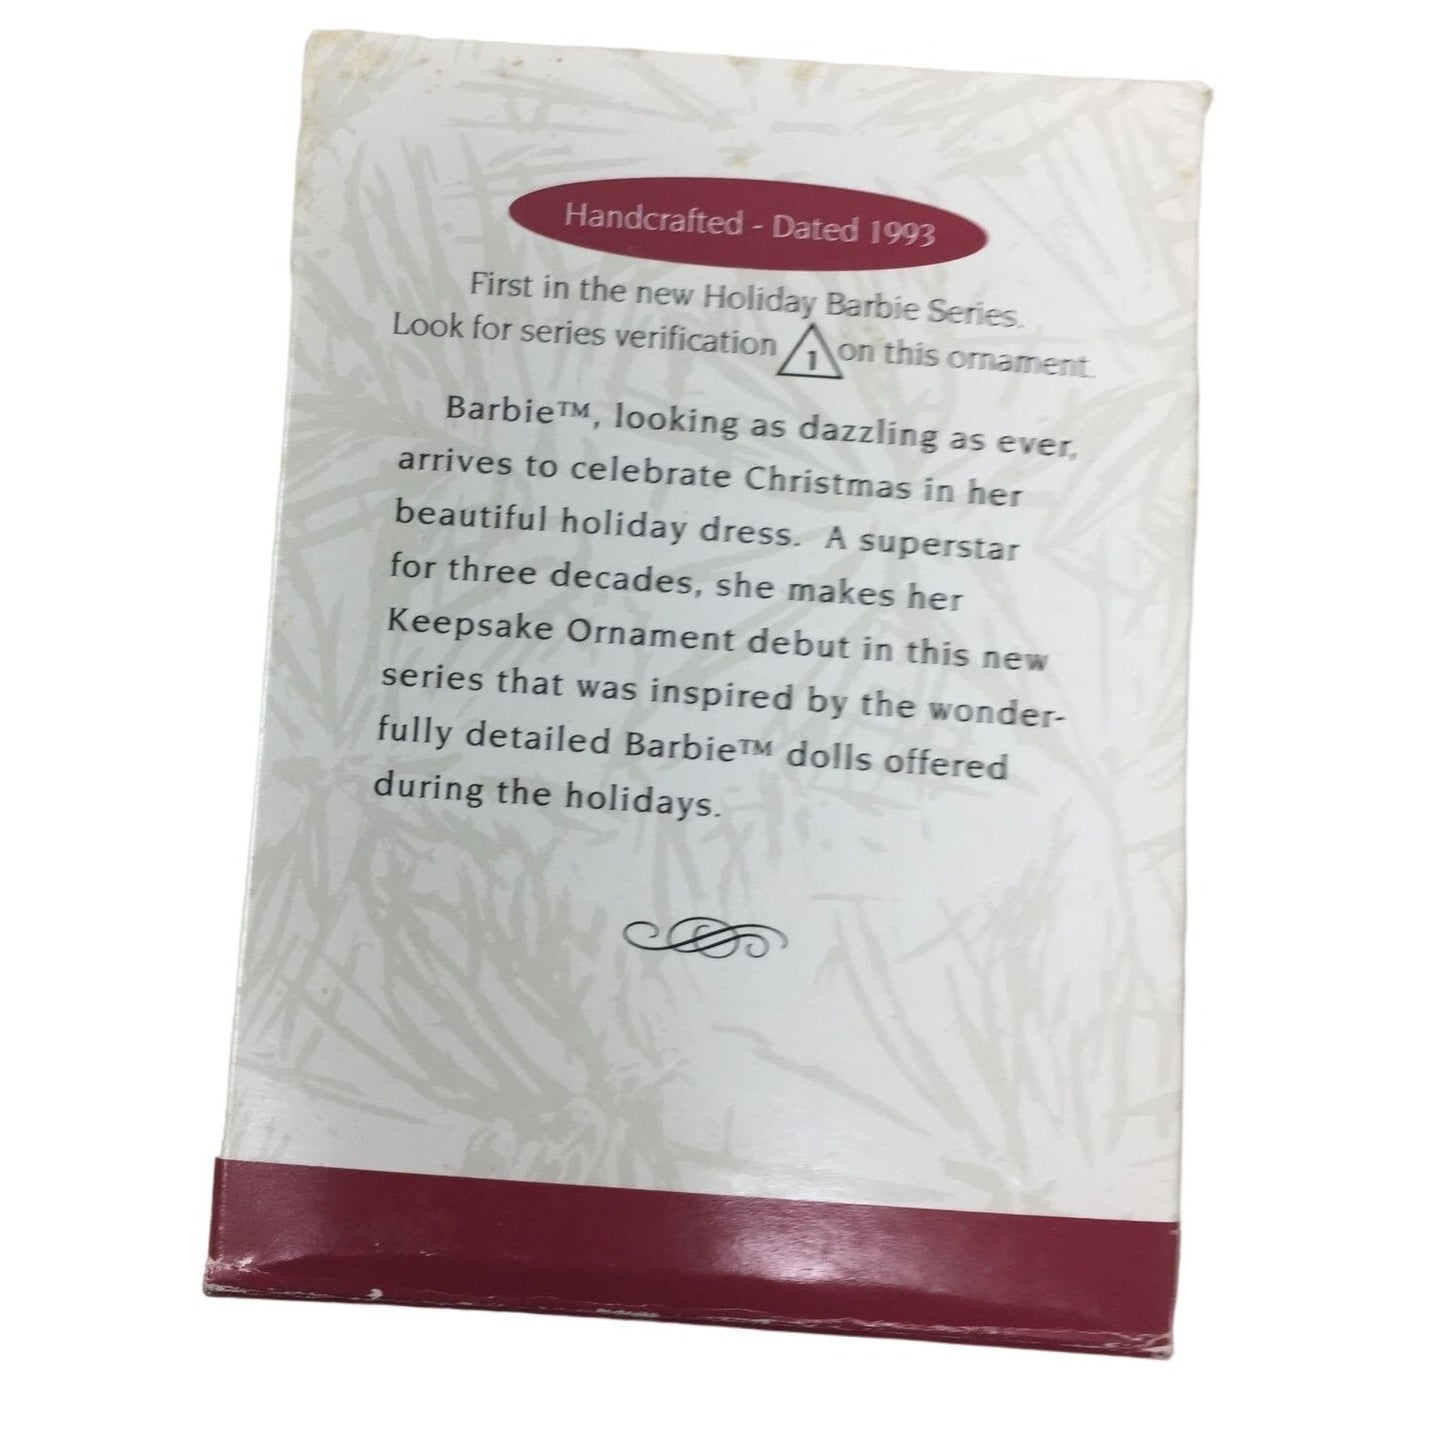 Handcrafted - Dated 1993
First in the new Holiday Barbie Series.
Look for series verification 1 on this ornament.
Barbie™, looking as dazzling as ever,
arrives to celebrate Christmas in her
beautiful holiday dress. A superstar
for three decades, she makes her
Keepsake Ornament debut in this new
series that was inspired by the wonder-
fully detailed Barbie™ dolls offered
during the holidays.